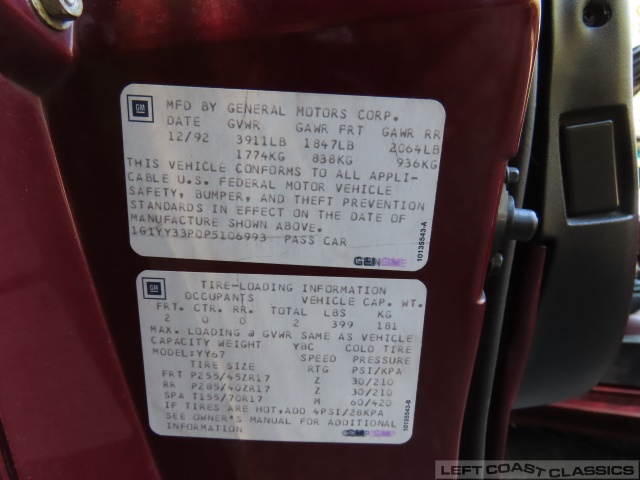 GM
MFD BY GENERAL MOTORS CORP.
DATE GVWR GAWR FRT GAWR RR
12/92 3911LB 1847LB 2064LB
1774KG 838KG 936KG
THIS VEHICLE CONFORMS TO ALL APPLI-
CABLE U.S. FEDERAL MOTOR VEHICLE
SAFETY, BUMPER, AND THEFT PREVENTION
STANDARDS IN EFFECT ON THE DATE OF
MANUFACTURE SHOWN ABOVE.
1G1YY33P0P5106993 PASS CAR
GENUINE
10135543-A
GM
TIRE-LOADING INFORMATION
OCCUPANTS VEHICLE CAP. WT.
FRT. CTR. RR. TOTAL LBS KG
2 0 0 2 399 181
MAX. LOADING @ GVWR SAME AS VEHICLE
CAPACITY WEIGHT YBC COLD TIRE
MODEL:YY67 SPEED PRESSURE
TIRE SIZE RTG PSI/KPA
FRT P255/45ZR17 Z 30/210
RR P285/40ZR17 Z 30/210
SPA T155/70R17 M 60/420
IF TIRES ARE HOT,ADD 4PSI/28KPA
SEE OWNER'S MANUAL FOR ADDITIONAL
INFORMATION
10135543-B
LEFT COAST CLASSICS